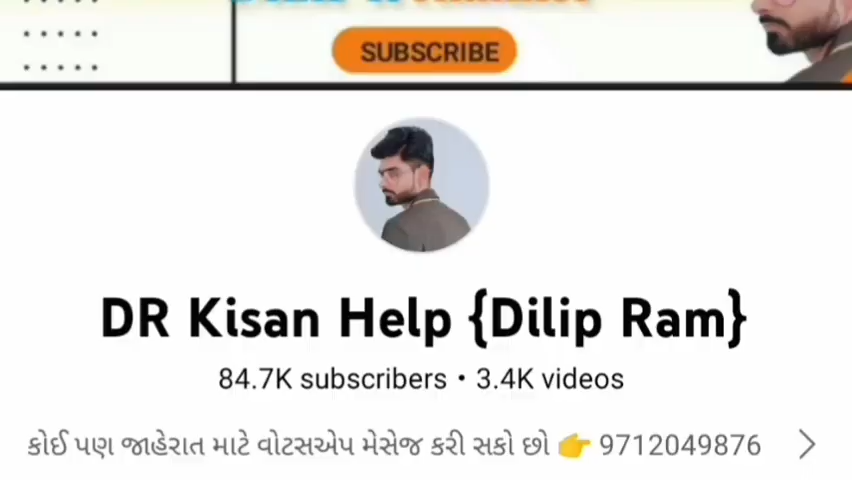 SUBSCRIBE
DR Kisan Help {Dilip Ram}
84.7K subscribers • 3.4K videos
કોઈ પણ જાહેરાત માટે વોટસએપ મેસેજ કરી સકો છો 👉 9712049876